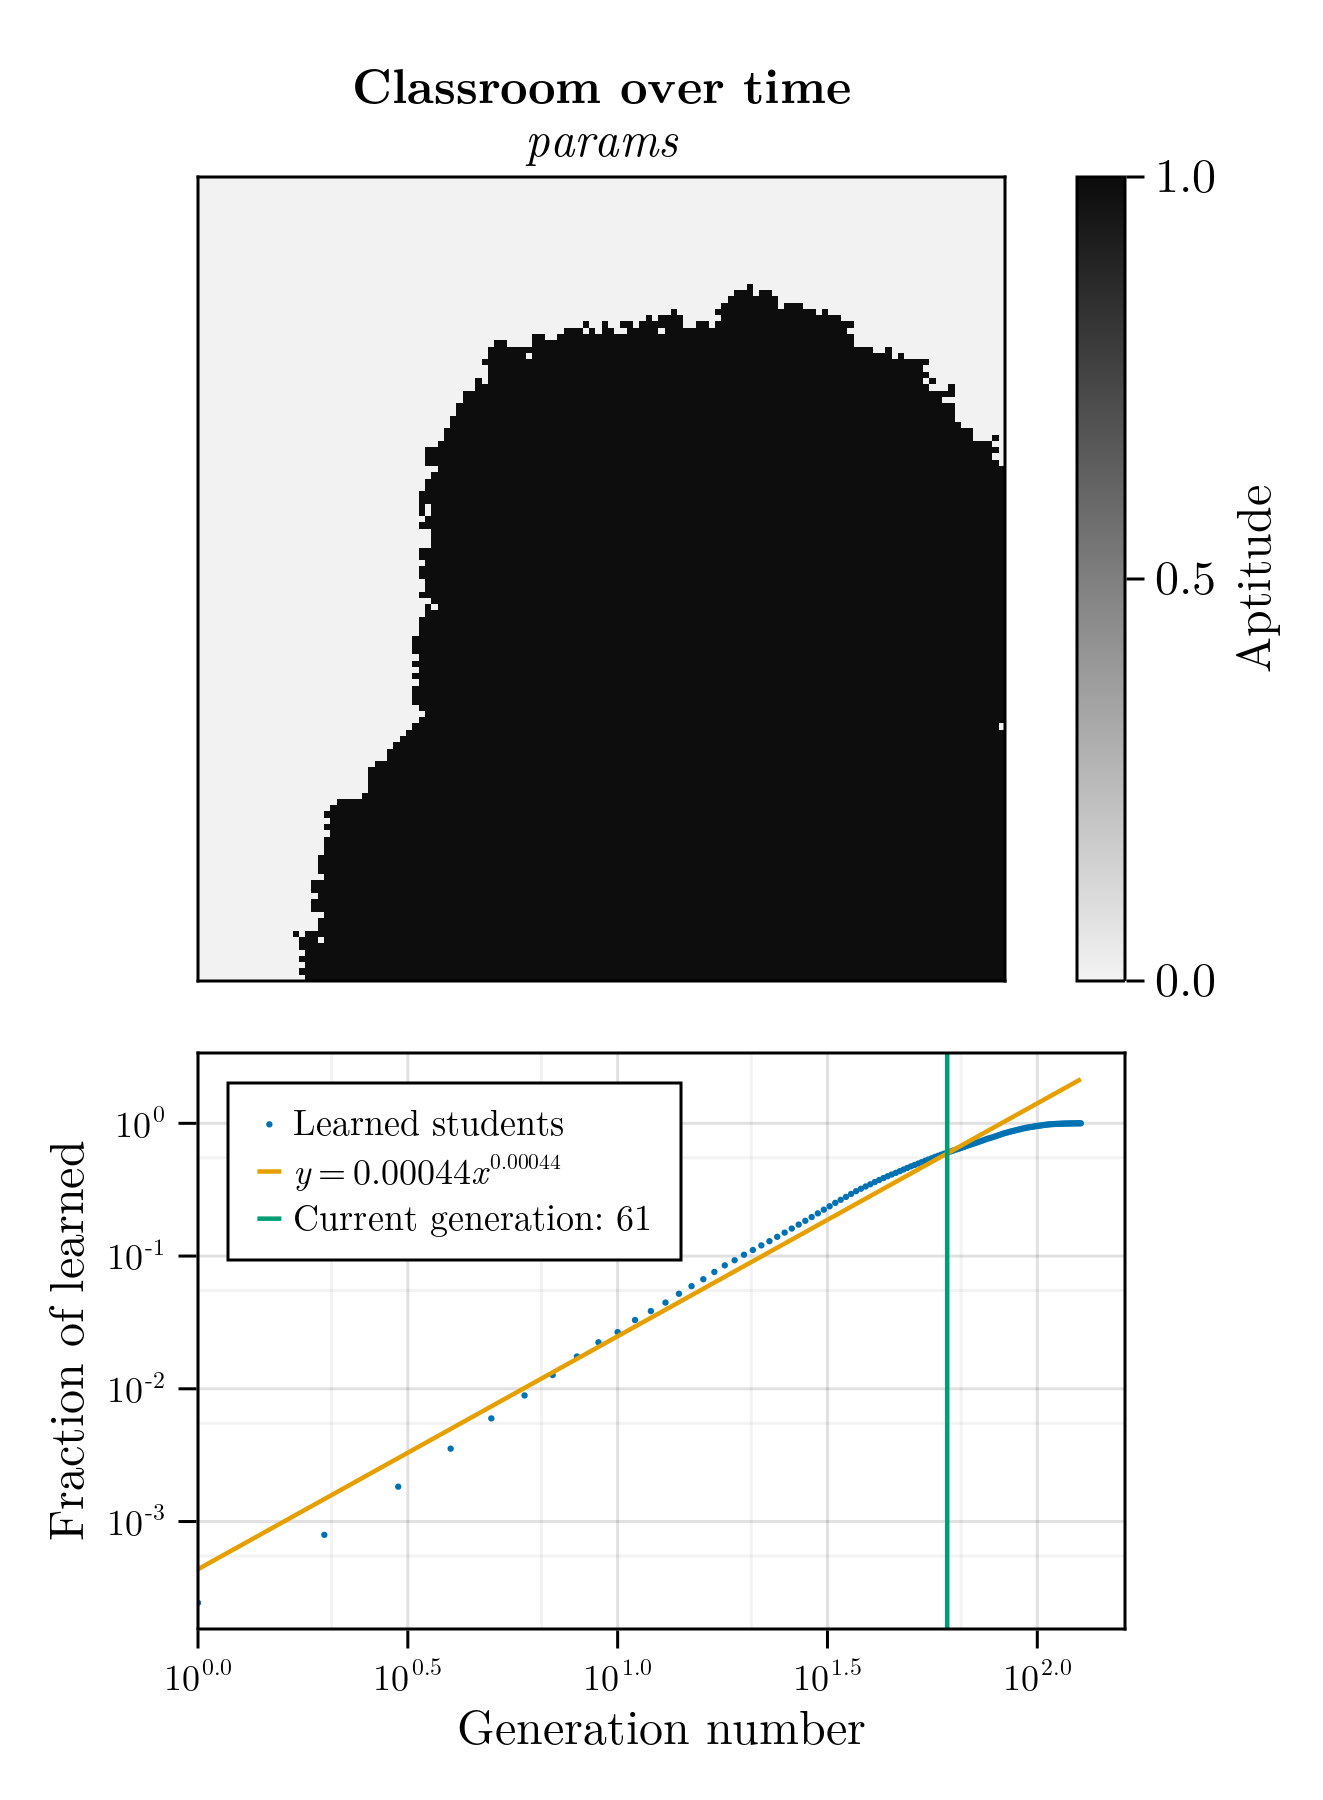 Classroom over time
params
1.0
0.5
0.0
Aptitude
Learned students
y = 0.00044x^0.00044
Current generation: 61
10^0
10^-1
10^-2
10^-3
Fraction of learned
10^0.0 10^0.5 10^1.0 10^1.5 10^2.0
Generation number